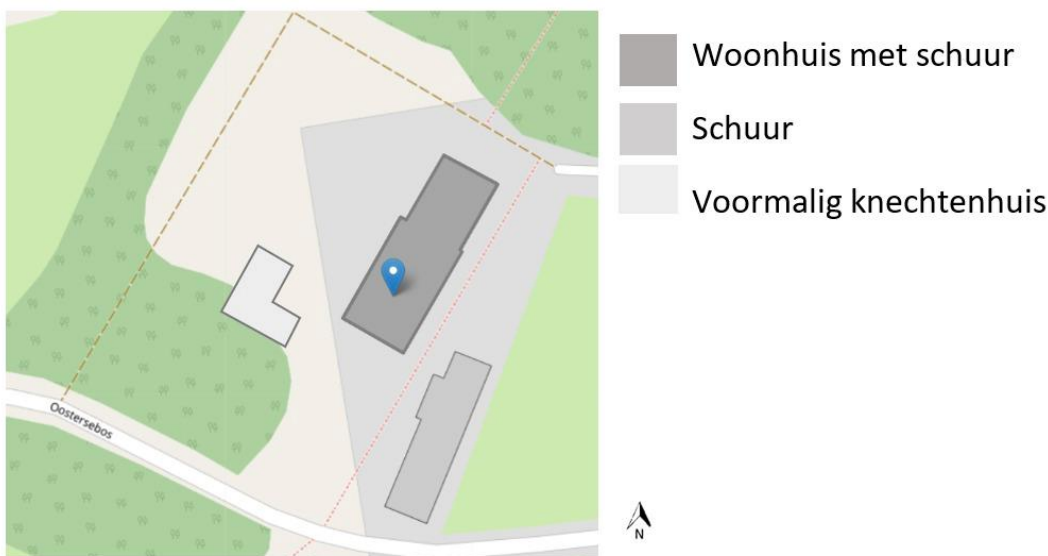 Woonhuis met schuur
Schuur
Voormalig knechtenhuis
Oostersebos
N